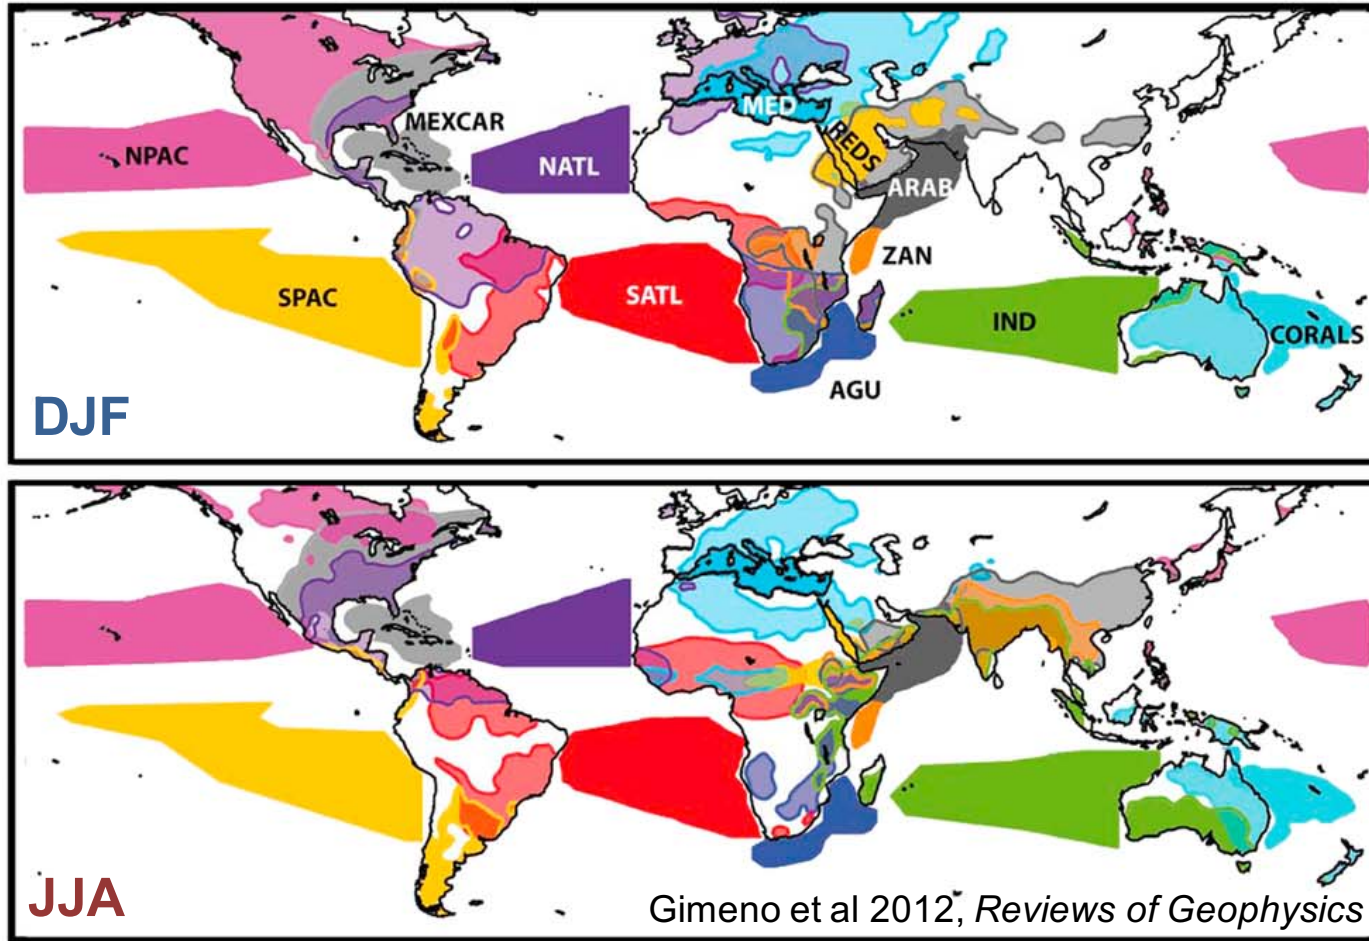 MEXCAR
MED
NPAC
NATL
REDS
ARAB
ZAN
SPAC
SATL
IND
CORALS
AGU
DJF
JJA
Gimeno et al 2012, Reviews of Geophysics